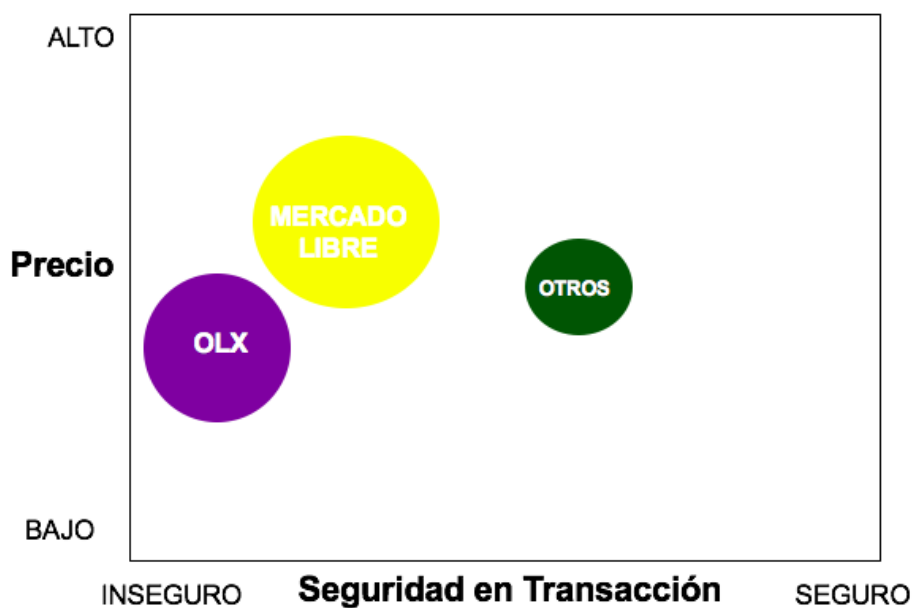 ALTO
MERCADO
LIBRE
Precio
OTROS
OLX
BAJO
INSEGURO
Seguridad en Transacción
SEGURO